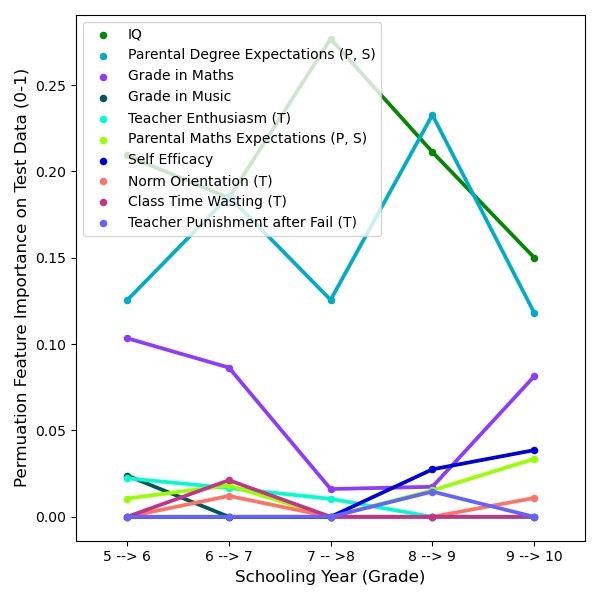 IQ
Parental Degree Expectations (P, S)
Grade in Maths
Grade in Music
Teacher Enthusiasm (T)
Parental Maths Expectations (P, S)
Self Efficacy
Norm Orientation (T)
Class Time Wasting (T)
Teacher Punishment after Fail (T)
Permuation Feature Importance on Test Data (0-1)
0.25
0.20
0.15
0.10
0.05
0.00
5 --> 6 6 --> 7 7 -- >8 8 --> 9 9 --> 10
Schooling Year (Grade)